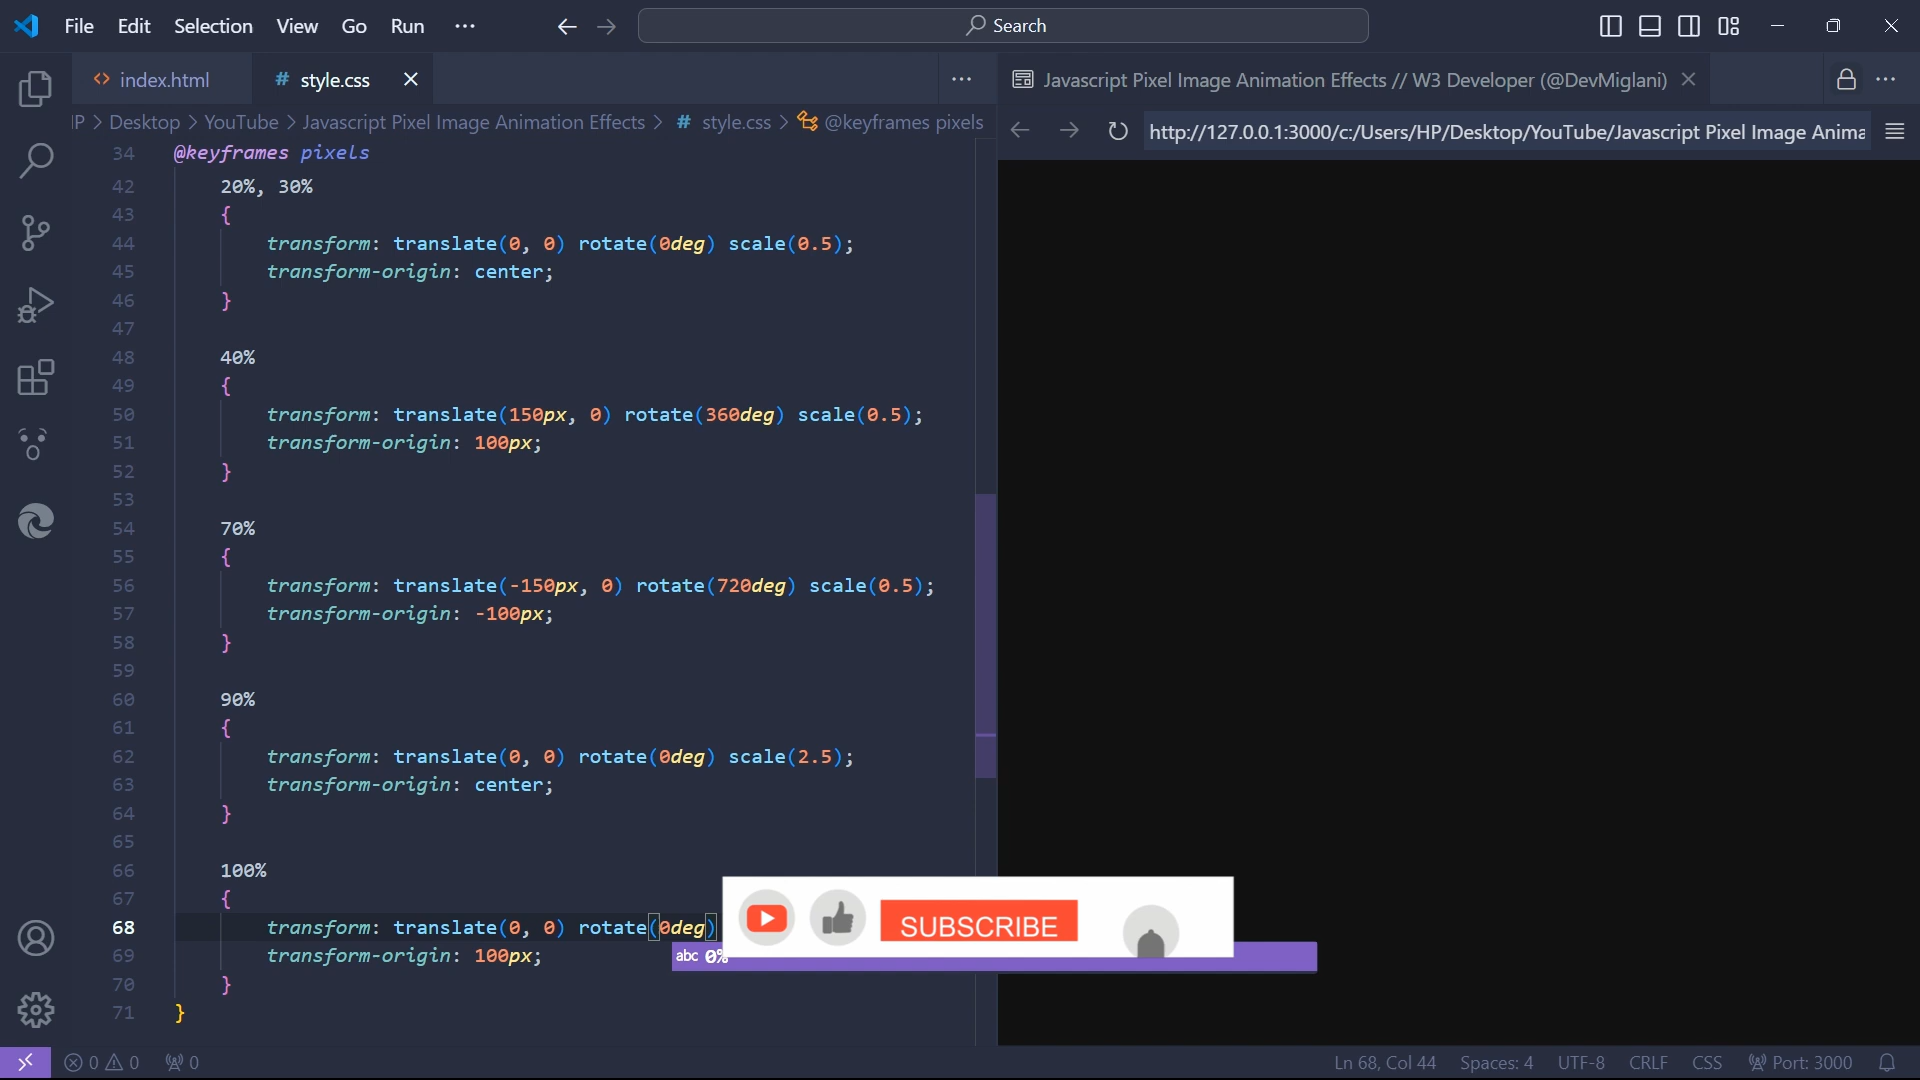 File Edit Selection View Go Run ··· Search
index.html # style.css
Javascript Pixel Image Animation Effects // W3 Developer (@DevMiglani)
IP > Desktop > YouTube > Javascript Pixel Image Animation Effects > # style.css > @keyframes pixels
http://127.0.0.1:3000/c:/Users/HP/Desktop/YouTube/Javascript Pixel Image Anima
34 @keyframes pixels
42 20%, 30%
43 {
44 transform: translate(0, 0) rotate(0deg) scale(0.5);
45 transform-origin: center;
46 }
47
48 40%
49 {
50 transform: translate(150px, 0) rotate(360deg) scale(0.5);
51 transform-origin: 100px;
52 }
53
54 70%
55 {
56 transform: translate(-150px, 0) rotate(720deg) scale(0.5);
57 transform-origin: -100px;
58 }
59
60 90%
61 {
62 transform: translate(0, 0) rotate(0deg) scale(2.5);
63 transform-origin: center;
64 }
65
66 100%
67 {
68 transform: translate(0, 0) rotate(0deg)
SUBSCRIBE
69 transform-origin: 100px;
abc 0%
70 }
71 }
0 0 0
Ln 68, Col 44 Spaces: 4 UTF-8 CRLF CSS Port: 3000